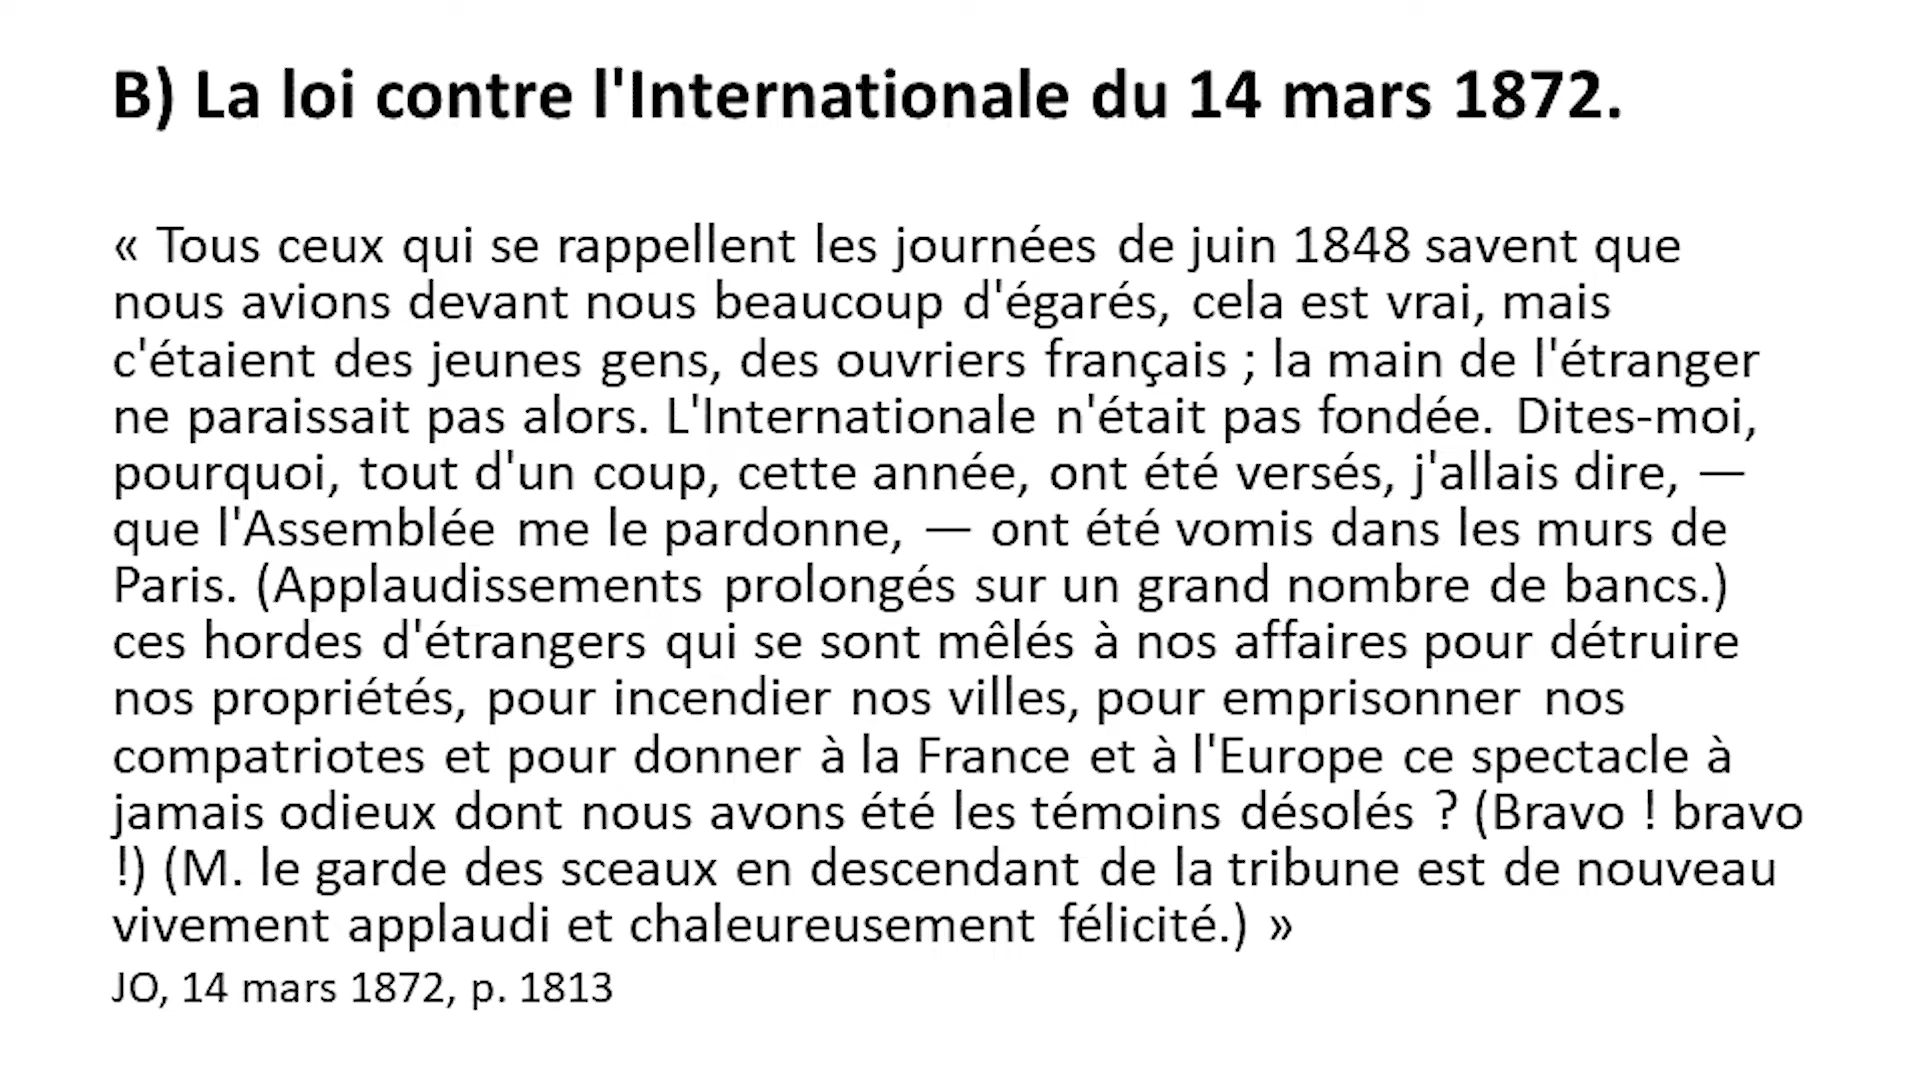 B) La loi contre l'Internationale du 14 mars 1872.
« Tous ceux qui se rappellent les journées de juin 1848 savent que
nous avions devant nous beaucoup d'égarés, cela est vrai, mais
c'étaient des jeunes gens, des ouvriers français ; la main de l'étranger
ne paraissait pas alors. L'Internationale n'était pas fondée. Dites-moi,
pourquoi, tout d'un coup, cette année, ont été versés, j'allais dire, —
que l'Assemblée me le pardonne, — ont été vomis dans les murs de
Paris. (Applaudissements prolongés sur un grand nombre de bancs.)
ces hordes d'étrangers qui se sont mêlés à nos affaires pour détruire
nos propriétés, pour incendier nos villes, pour emprisonner nos
compatriotes et pour donner à la France et à l'Europe ce spectacle à
jamais odieux dont nous avons été les témoins désolés ? (Bravo ! bravo
!) (M. le garde des sceaux en descendant de la tribune est de nouveau
vivement applaudi et chaleureusement félicité.) »
JO, 14 mars 1872, p. 1813